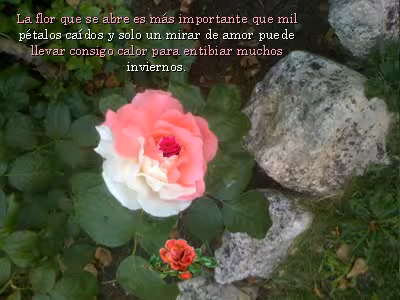 La flor que se abre es más importante que mil
pétalos caídos y solo un mirar de amor puede
llevar consigo calor para entibiar muchos
inviernos.